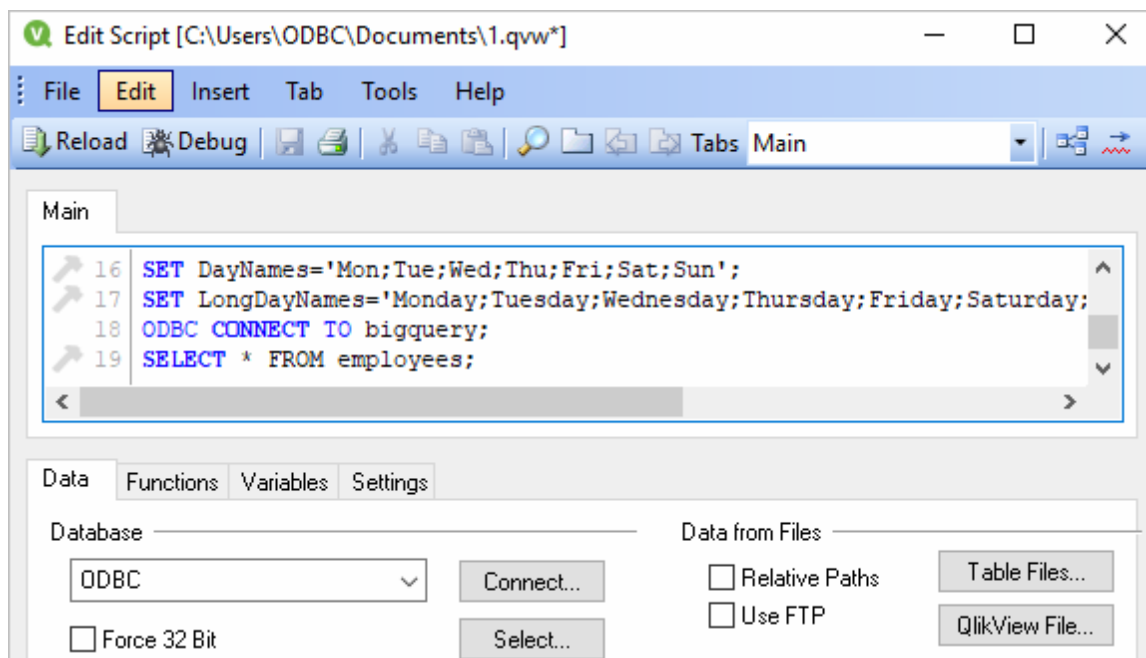 Edit Script [C:\Users\ODBC\Documents\1.qvw*]
File Edit Insert Tab Tools Help
Reload Debug Tabs Main
Main
16 SET DayNames='Mon;Tue;Wed;Thu;Fri;Sat;Sun';
17 SET LongDayNames='Monday;Tuesday;Wednesday;Thursday;Friday;Saturday;
18 ODBC CONNECT TO bigquery;
19 SELECT * FROM employees;
Data Functions Variables Settings
Database Data from Files
ODBC Connect... Relative Paths Table Files...
Use FTP
Force 32 Bit Select... QlikView File...